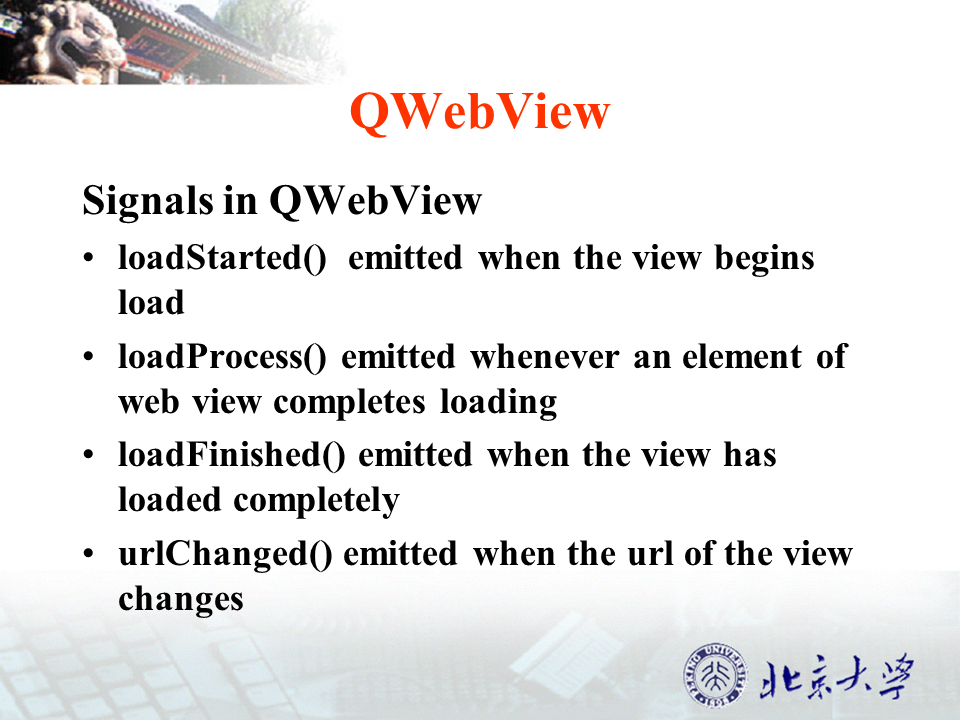 QWebView
Signals in QWebView
• loadStarted() emitted when the view begins
load
• loadProcess() emitted whenever an element of
web view completes loading
• loadFinished() emitted when the view has
loaded completely
• urlChanged() emitted when the url of the view
changes
PEKING UNIVERSITY
1898
北京大学